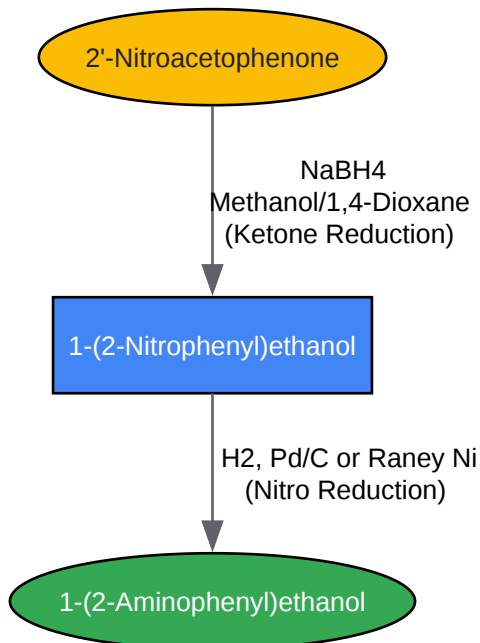 2'-Nitroacetophenone
NaBH4
Methanol/1,4-Dioxane
(Ketone Reduction)
1-(2-Nitrophenyl)ethanol
H2, Pd/C or Raney Ni
(Nitro Reduction)
1-(2-Aminophenyl)ethanol